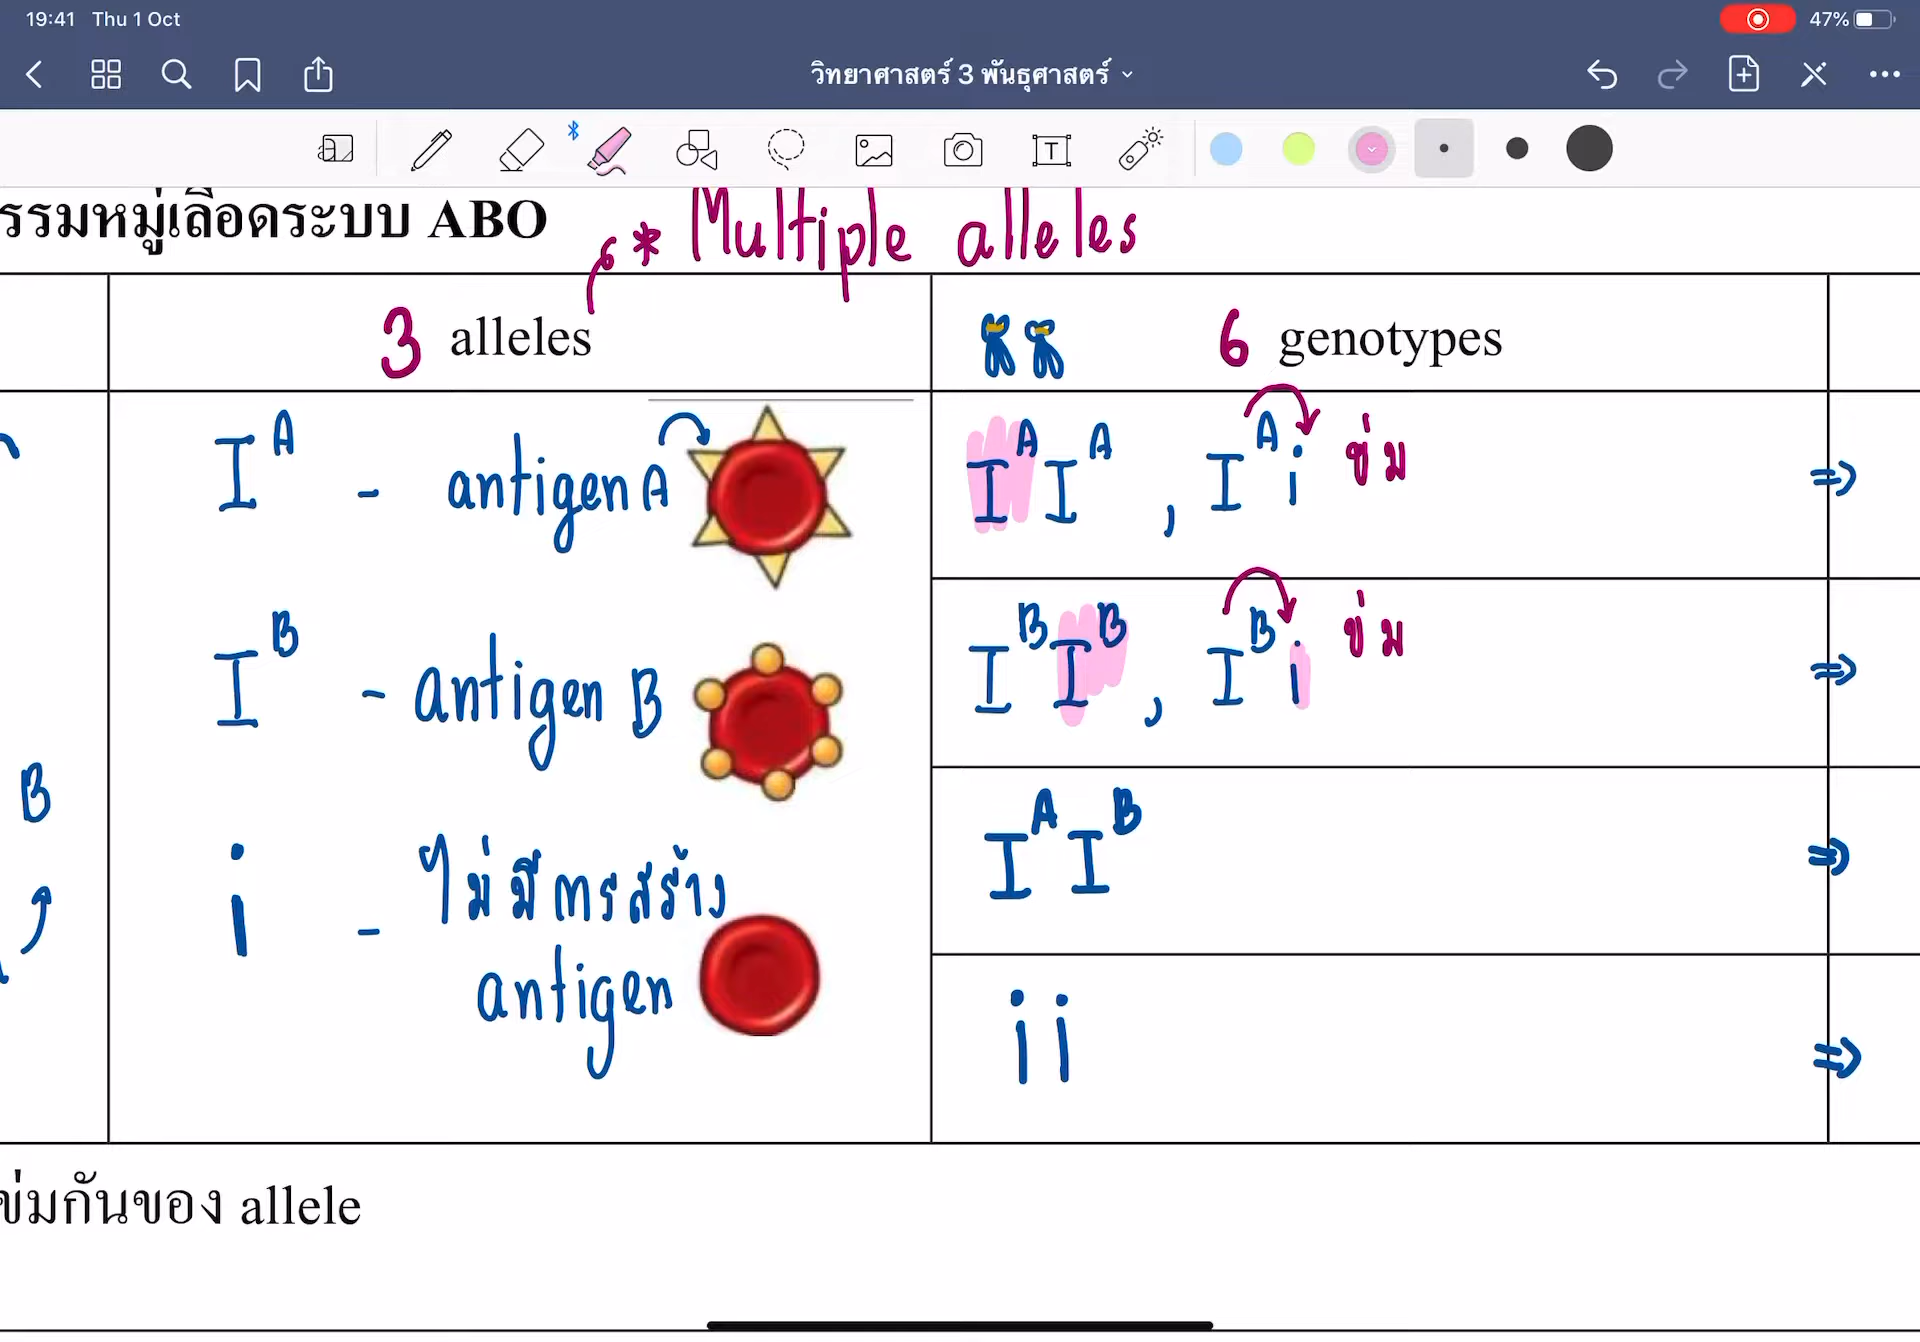 19:41 Thu 1 Oct
47%
วิทยาศาสตร์ 3 พันธุศาสตร์
รรมหมู่เลือดระบบ ABO
* Multiple alleles
3 alleles
6 genotypes
I^A - antigen A
I^A I^A , I^A i ข่ม ⇒
I^B - antigen B
I^B I^B , I^B i ข่ม ⇒
B
i - ไม่มีการสร้าง
antigen
I^A I^B ⇒
i i ⇒
ข่มกันของ allele